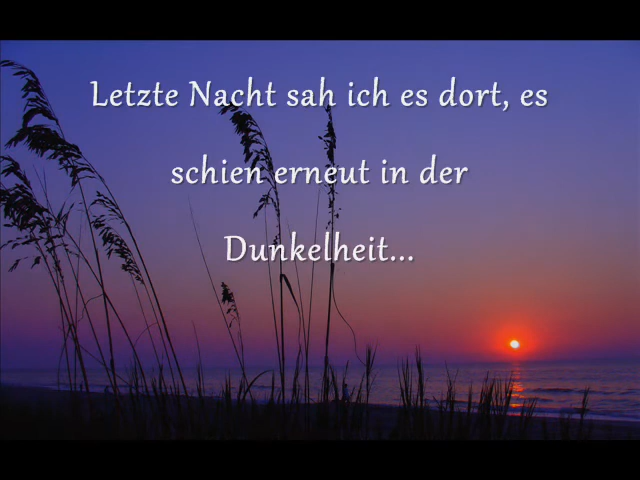 Letzte Nacht sah ich es dort, es
schien erneut in der
Dunkelheit...